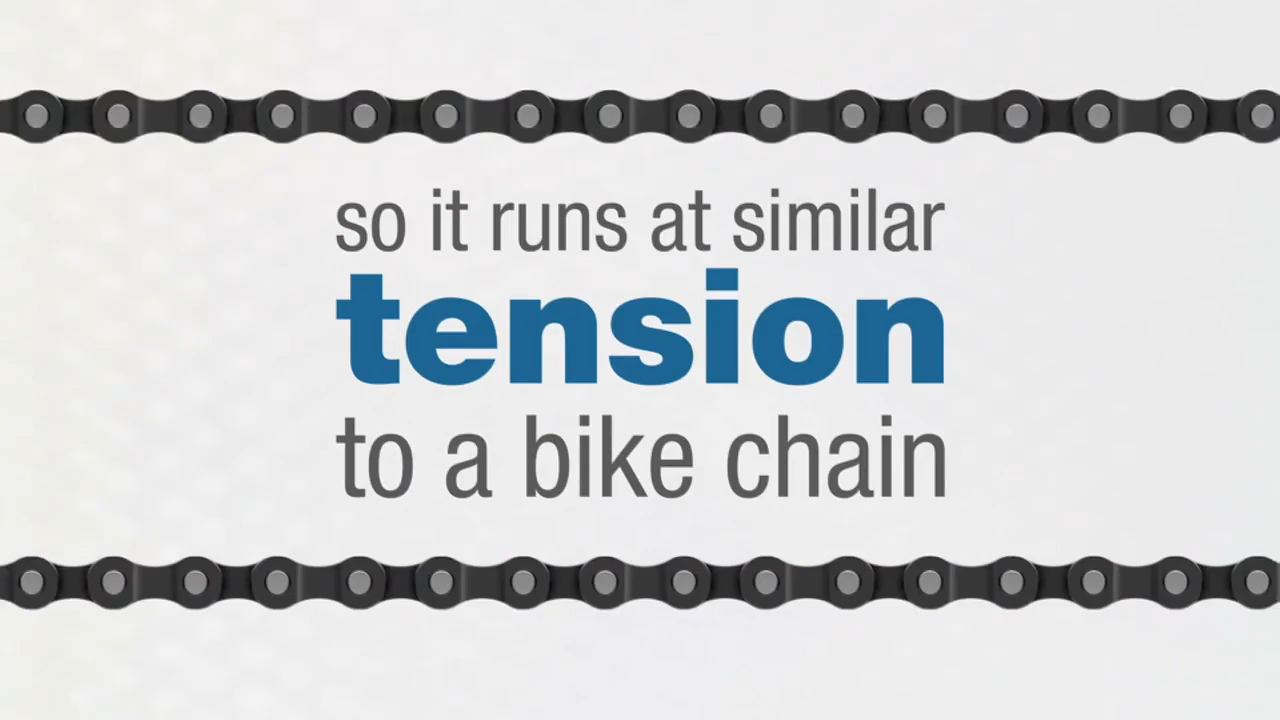 so it runs at similar
tension
to a bike chain